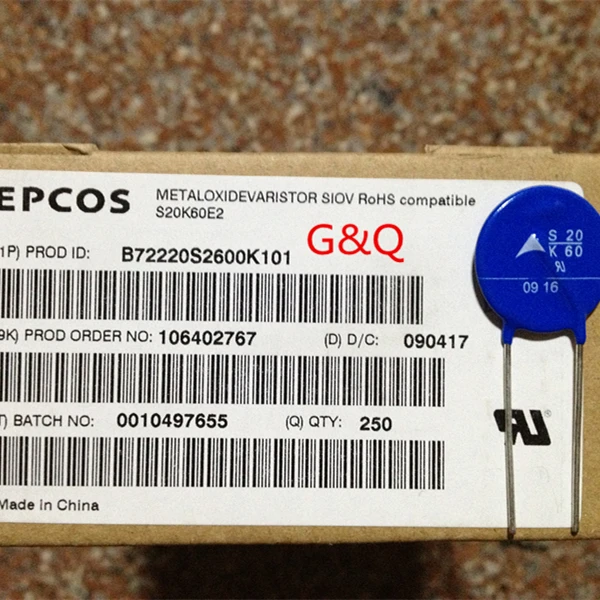 EPCOS
METALOXIDEVARISTOR SIOV RoHS compatible
S20K60E2
1P) PROD ID: B72220S2600K101
G&Q
9K) PROD ORDER NO: 106402767 (D) D/C: 090417
T) BATCH NO: 0010497655 (Q) QTY: 250
Made in China
S 20
K 60
09 16